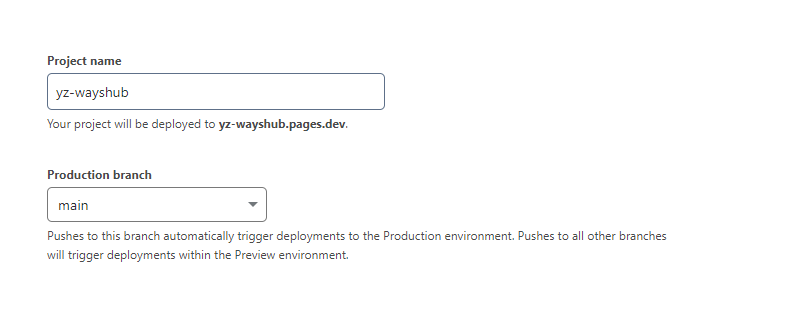 Project name
yz-wayshub
Your project will be deployed to yz-wayshub.pages.dev.
Production branch
main
Pushes to this branch automatically trigger deployments to the Production environment. Pushes to all other branches
will trigger deployments within the Preview environment.